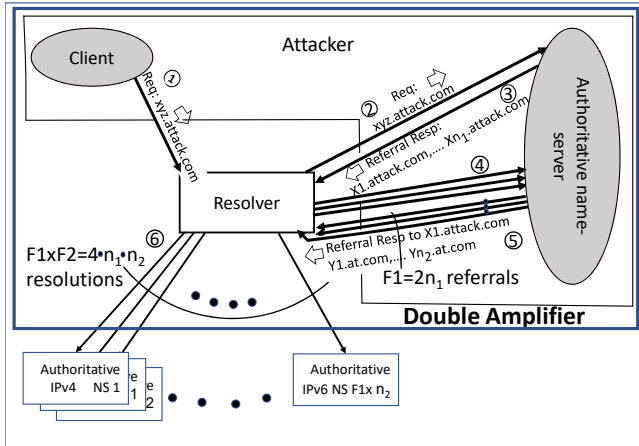 Attacker
Client
①
Req: xyz.attack.com
②
Req:
xyz.attack.com
③
Referral Resp:
X1.attack.com,.... Xn₁.attack.com
Authoritative name-
server
④
Resolver
⑤
Referral Resp to X1.attack.com
Y1.at.com,.... Yn₂.at.com
⑥
F1xF2=4·n₁·n₂
resolutions
F1=2n₁ referrals
Double Amplifier
Authoritative
IPv4 NS 1
1
2
Authoritative
IPv6 NS F1x n₂